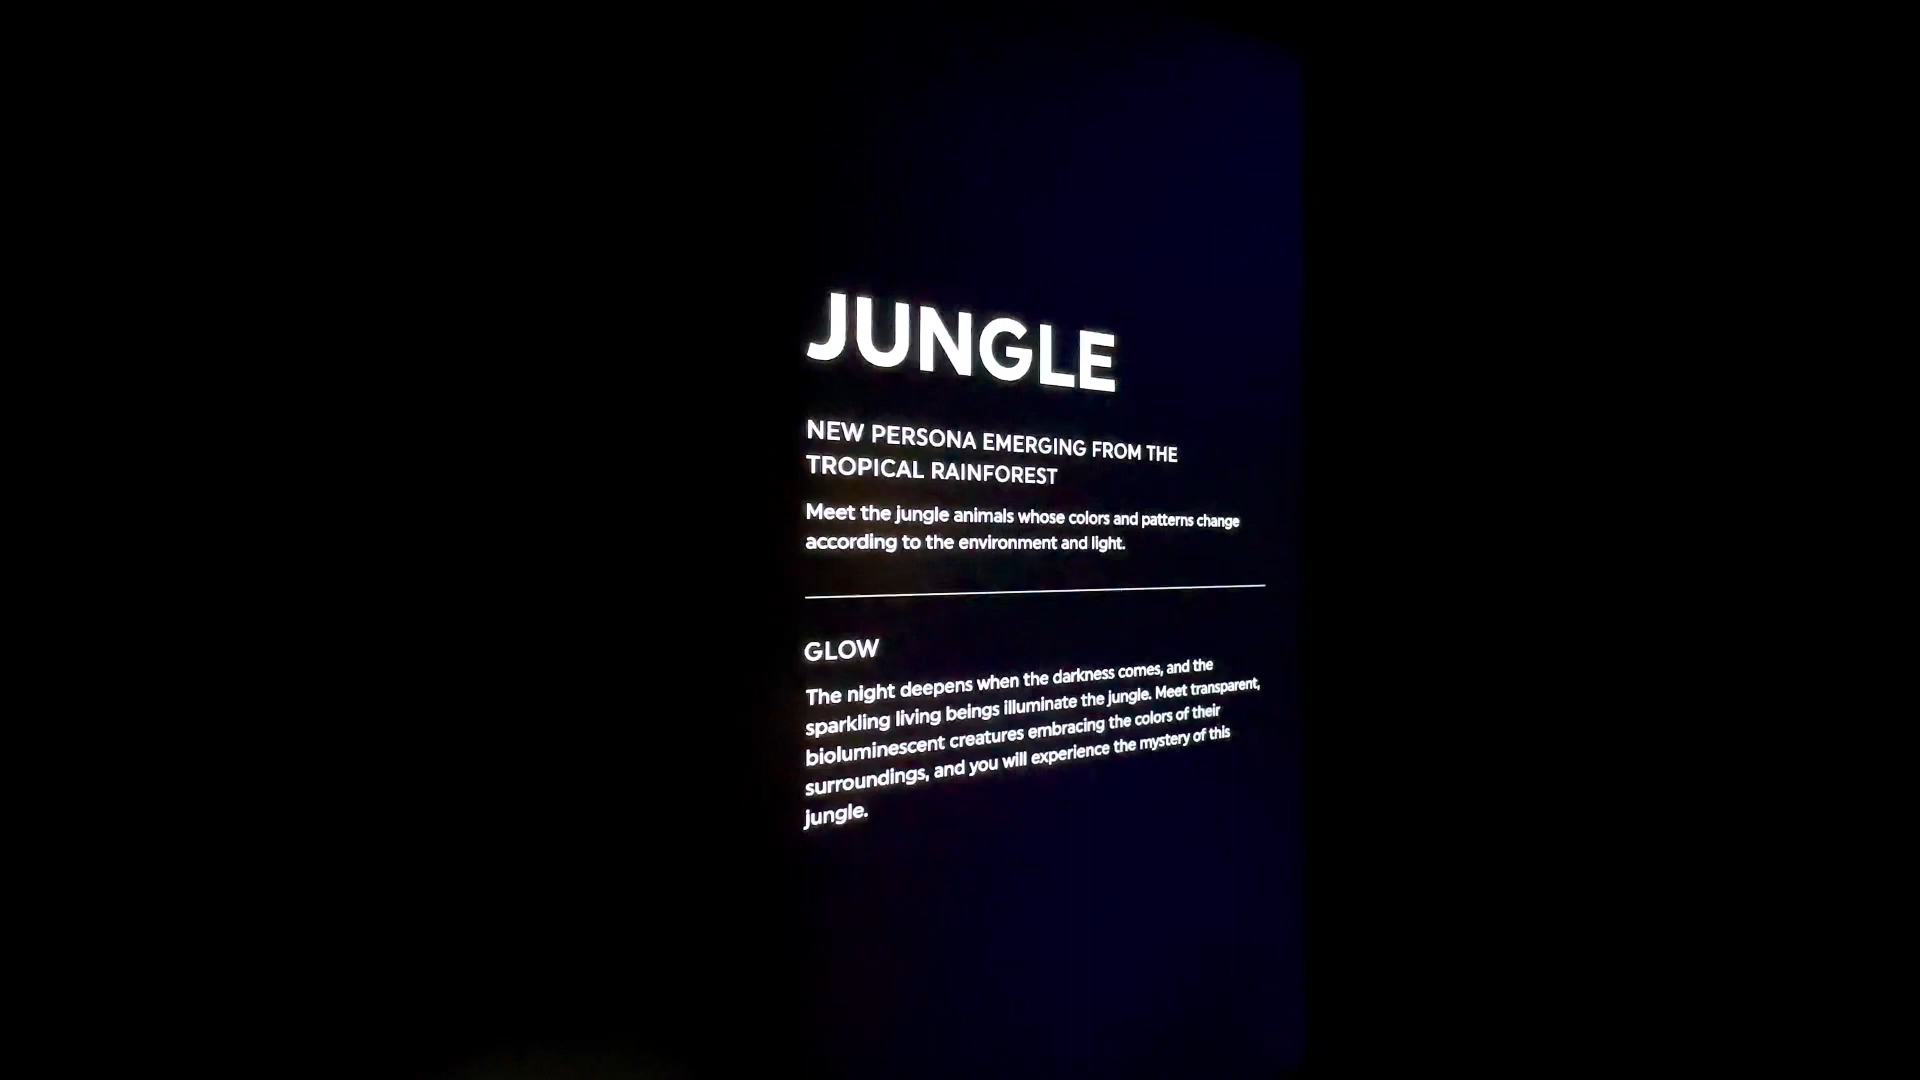 JUNGLE
NEW PERSONA EMERGING FROM THE
TROPICAL RAINFOREST
Meet the jungle animals whose colors and patterns change
according to the environment and light.
GLOW
The night deepens when the darkness comes, and the
sparkling living beings illuminate the jungle. Meet transparent,
bioluminescent creatures embracing the colors of their
surroundings, and you will experience the mystery of this
jungle.